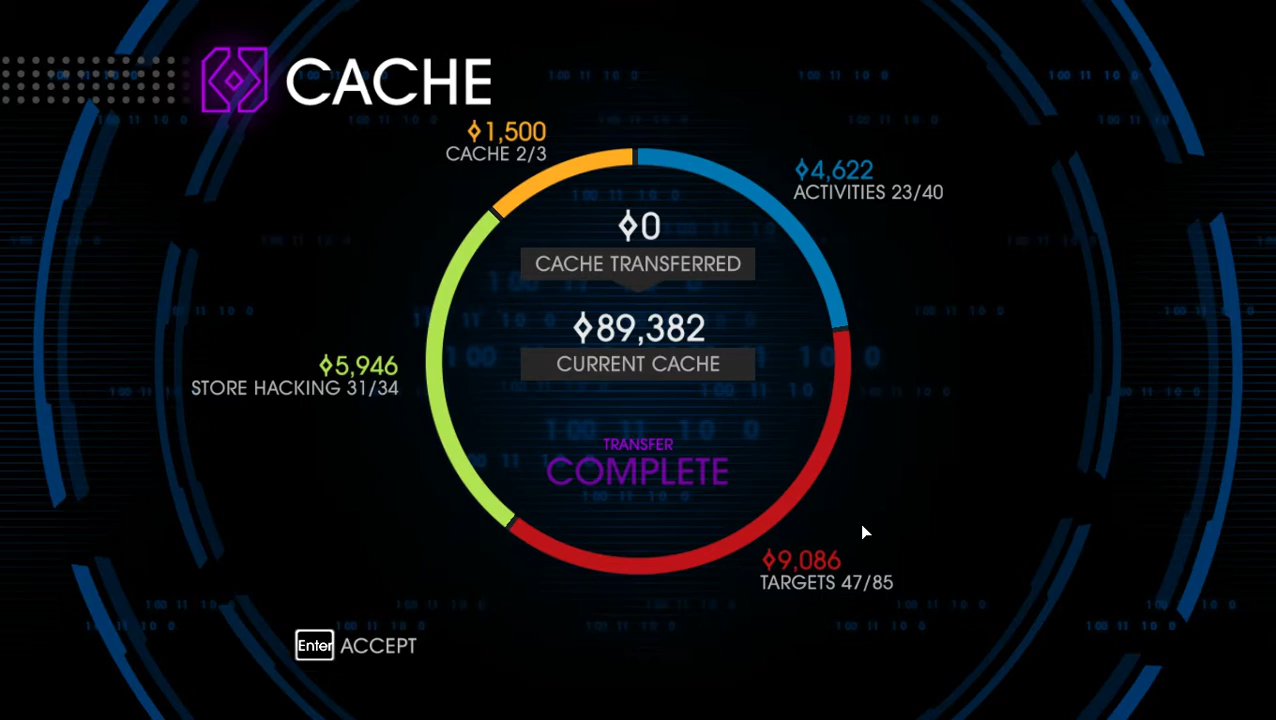 CACHE
1,500
CACHE 2/3
4,622
ACTIVITIES 23/40
0
CACHE TRANSFERRED
89,382
CURRENT CACHE
5,946
STORE HACKING 31/34
TRANSFER
COMPLETE
9,086
TARGETS 47/85
Enter ACCEPT